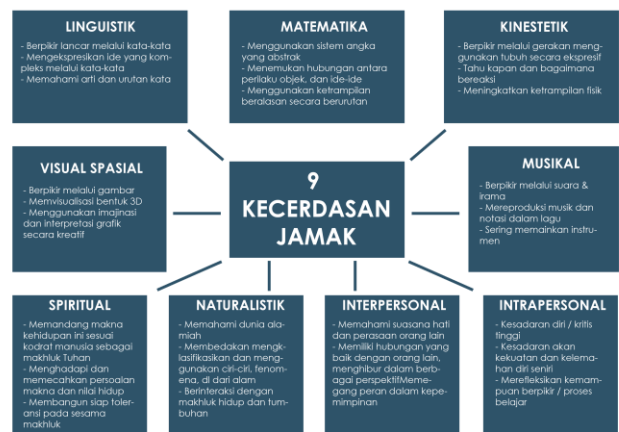 LINGUISTIK
- Berpikir lancar melalui kata-kata
- Mengekspresikan ide yang kom-
pleks melalui kata-kata
- Memahami arti dan urutan kata
MATEMATIKA
- Menggunakan sistem angka
yang abstrak
- Menemukan hubungan antara
perilaku objek, dan ide-ide
- Menggunakan ketrampilan
beralasan secara berurutan
KINESTETIK
- Berpikir melalui gerakan meng-
gunakan tubuh secara ekspresif
- Tahu kapan dan bagaimana
bereaksi
- Meningkatkan ketrampilan fisik
VISUAL SPASIAL
- Berpikir melalui gambar
- Memvisualisasi bentuk 3D
- Menggunakan imajinasi
dan interpretasi grafik
secara kreatif
9
KECERDASAN
JAMAK
MUSIKAL
- Berpikir melalui suara &
irama
- Mereproduksi musik dan
notasi dalam lagu
- Sering memainkan instru-
men
SPIRITUAL
- Memandang makna
kehidupan ini sesuai
kodrat manusia sebagai
makhluk Tuhan
- Menghadapi dan
memecahkan persoalan
makna dan nilai hidup
- Membangun siap toler-
ansi pada sesama
makhluk
NATURALISTIK
- Memahami dunia ala-
miah
- Membedakan mengk-
lasifikasikan dan meng-
gunakan ciri-ciri, fenom-
ena, dl dari alam
- Berinteraksi dengan
makhluk hidup dan tum-
buhan
INTERPERSONAL
- Memahami suasana hati
dan perasaan orang lain
- Memiliki hubungan yang
baik dengan orang lain,
menghibur dalam berb-
agai perspektifMeme-
gang peran dalam kepe-
mimpinan
INTRAPERSONAL
- Kesadaran diri / kritis
tinggi
- Kesadaran akan
kekuatan dan kelema-
han diri seniri
- Merefleksikan kemam-
puan berpikir / proses
belajar